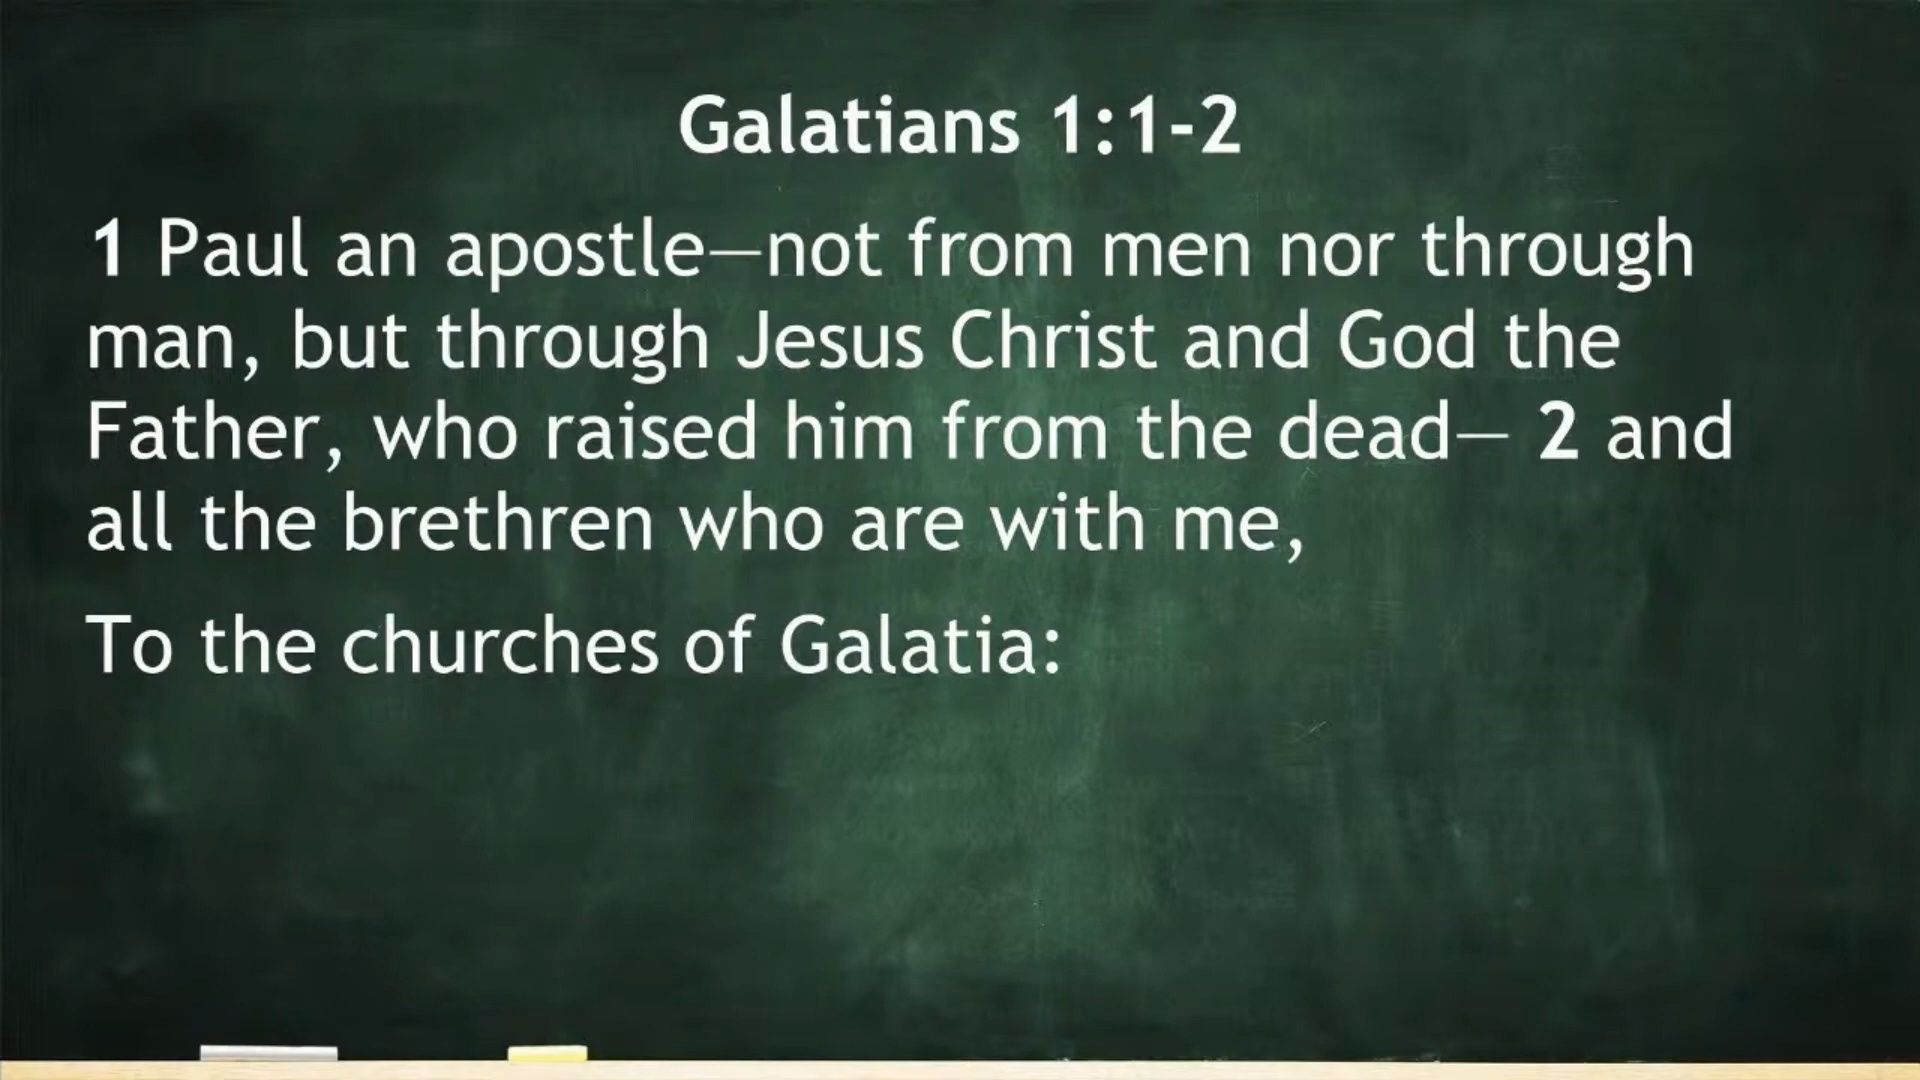 Galatians 1:1-2
1 Paul an apostle—not from men nor through
man, but through Jesus Christ and God the
Father, who raised him from the dead— 2 and
all the brethren who are with me,
To the churches of Galatia: